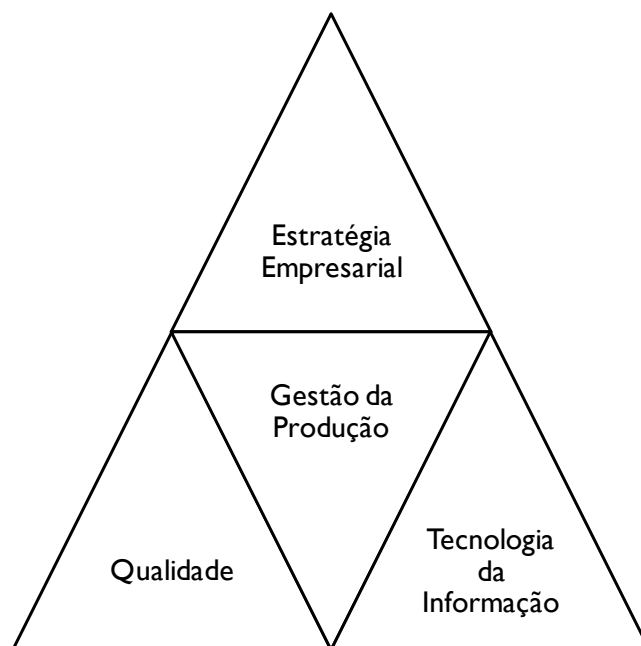 Estratégia
Empresarial
Gestão da
Produção
Qualidade
Tecnologia
da
Informação